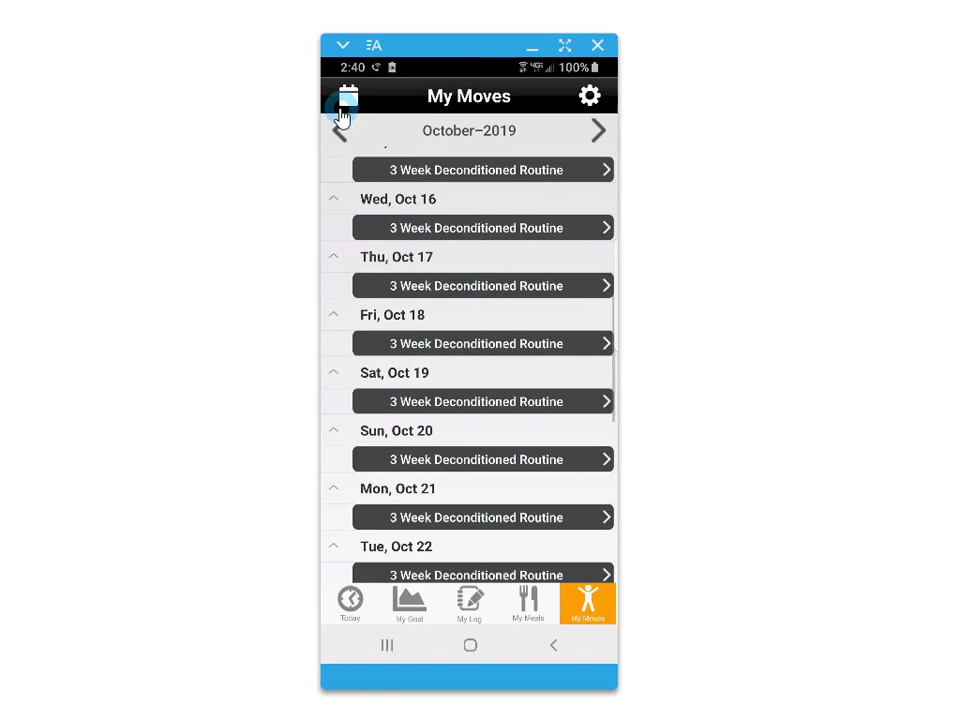 2:40 4GE 100%
My Moves
October–2019
3 Week Deconditioned Routine
Wed, Oct 16
3 Week Deconditioned Routine
Thu, Oct 17
3 Week Deconditioned Routine
Fri, Oct 18
3 Week Deconditioned Routine
Sat, Oct 19
3 Week Deconditioned Routine
Sun, Oct 20
3 Week Deconditioned Routine
Mon, Oct 21
3 Week Deconditioned Routine
Tue, Oct 22
3 Week Deconditioned Routine
Today My Goal My Log My Meals My Moves